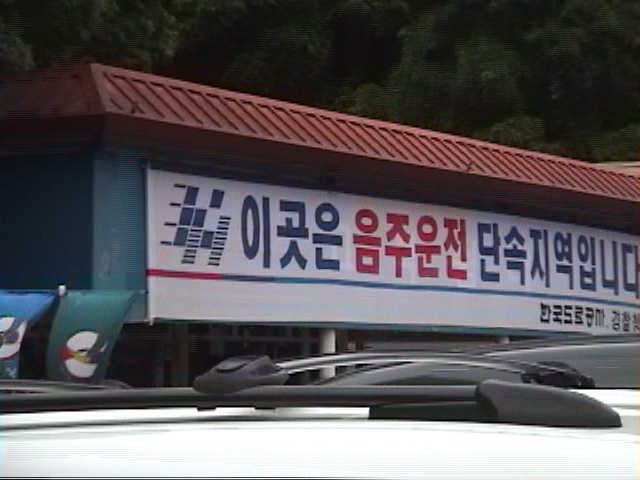 이곳은 음주운전 단속지역입니다
한국도로공사